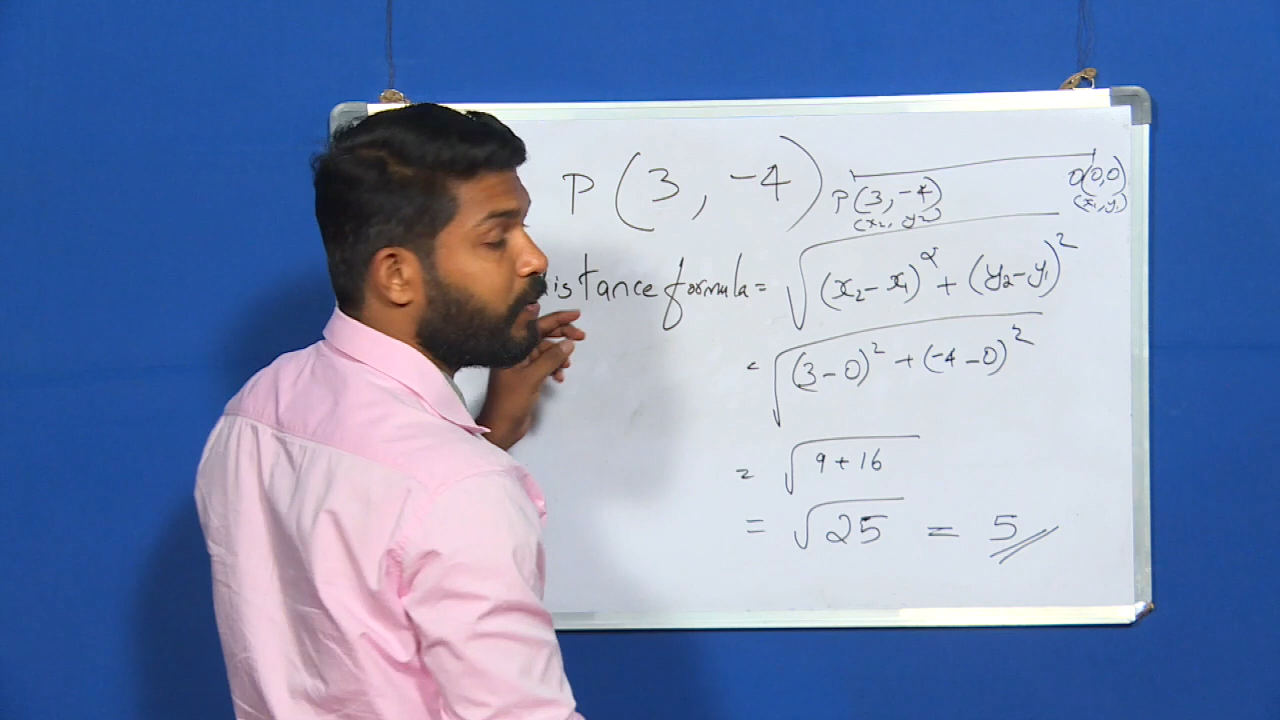 P(3, -4)
P(3, -4) O(0,0)
(x₂, y₂) (x₁, y₁)
istance formula = √(x₂ - x₁)² + (y₂ - y₁)²
= √(3 - 0)² + (-4 - 0)²
= √9 + 16
= √25 = 5